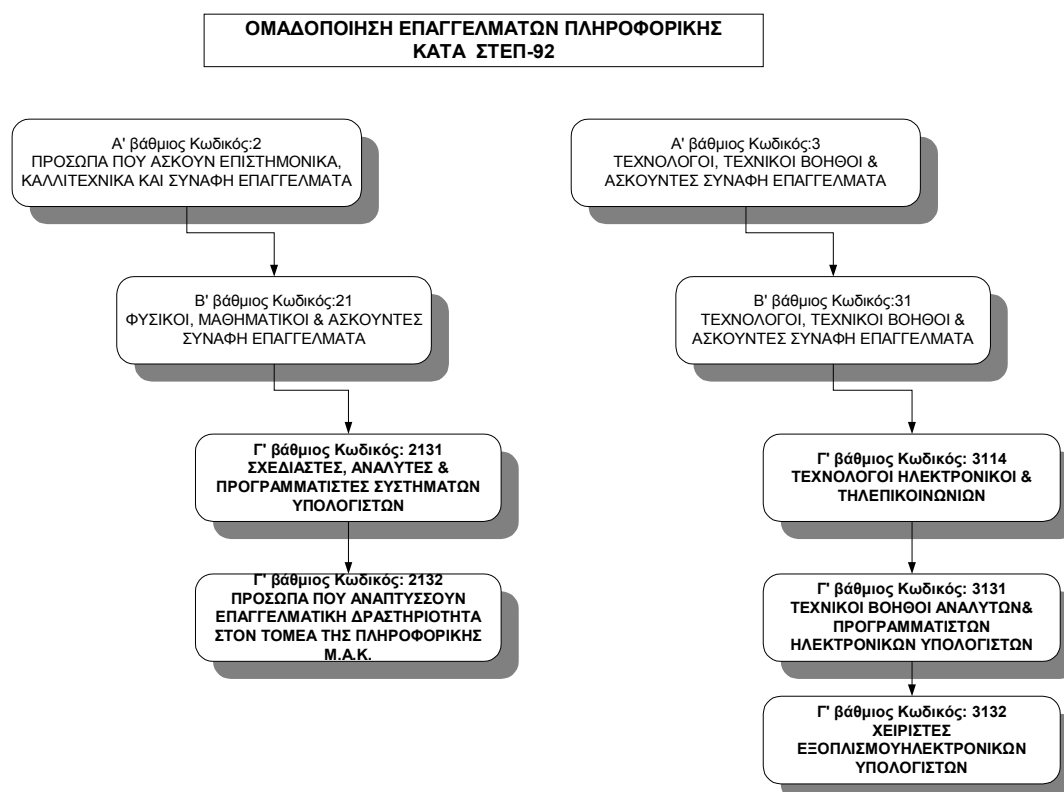 ΟΜΑΔΟΠΟΙΗΣΗ ΕΠΑΓΓΕΛΜΑΤΩΝ ΠΛΗΡΟΦΟΡΙΚΗΣ
ΚΑΤΑ ΣΤΕΠ-92
Α' βάθμιος Κωδικός:2
ΠΡΟΣΩΠΑ ΠΟΥ ΑΣΚΟΥΝ ΕΠΙΣΤΗΜΟΝΙΚΑ,
ΚΑΛΛΙΤΕΧΝΙΚΑ ΚΑΙ ΣΥΝΑΦΗ ΕΠΑΓΓΕΛΜΑΤΑ
Β' βάθμιος Κωδικός:21
ΦΥΣΙΚΟΙ, ΜΑΘΗΜΑΤΙΚΟΙ & ΑΣΚΟΥΝΤΕΣ
ΣΥΝΑΦΗ ΕΠΑΓΓΕΛΜΑΤΑ
Γ' βάθμιος Κωδικός: 2131
ΣΧΕΔΙΑΣΤΕΣ, ΑΝΑΛΥΤΕΣ &
ΠΡΟΓΡΑΜΜΑΤΙΣΤΕΣ ΣΥΣΤΗΜΑΤΩΝ
ΥΠΟΛΟΓΙΣΤΩΝ
Γ' βάθμιος Κωδικός: 2132
ΠΡΟΣΩΠΑ ΠΟΥ ΑΝΑΠΤΥΣΣΟΥΝ
ΕΠΑΓΓΕΛΜΑΤΙΚΗ ΔΡΑΣΤΗΡΙΟΤΗΤΑ
ΣΤΟΝ ΤΟΜΕΑ ΤΗΣ ΠΛΗΡΟΦΟΡΙΚΗΣ
Μ.Α.Κ.
Α' βάθμιος Κωδικός:3
ΤΕΧΝΟΛΟΓΟΙ, ΤΕΧΝΙΚΟΙ ΒΟΗΘΟΙ &
ΑΣΚΟΥΝΤΕΣ ΣΥΝΑΦΗ ΕΠΑΓΓΕΛΜΑΤΑ
Β' βάθμιος Κωδικός:31
ΤΕΧΝΟΛΟΓΟΙ, ΤΕΧΝΙΚΟΙ ΒΟΗΘΟΙ &
ΑΣΚΟΥΝΤΕΣ ΣΥΝΑΦΗ ΕΠΑΓΓΕΛΜΑΤΑ
Γ' βάθμιος Κωδικός: 3114
ΤΕΧΝΟΛΟΓΟΙ ΗΛΕΚΤΡΟΝΙΚΟΙ &
ΤΗΛΕΠΙΚΟΙΝΩΝΙΩΝ
Γ' βάθμιος Κωδικός: 3131
ΤΕΧΝΙΚΟΙ ΒΟΗΘΟΙ ΑΝΑΛΥΤΩΝ&
ΠΡΟΓΡΑΜΜΑΤΙΣΤΩΝ
ΗΛΕΚΤΡΟΝΙΚΩΝ ΥΠΟΛΟΓΙΣΤΩΝ
Γ' βάθμιος Κωδικός: 3132
ΧΕΙΡΙΣΤΕΣ
ΕΞΟΠΛΙΣΜΟΥΗΛΕΚΤΡΟΝΙΚΩΝ
ΥΠΟΛΟΓΙΣΤΩΝ